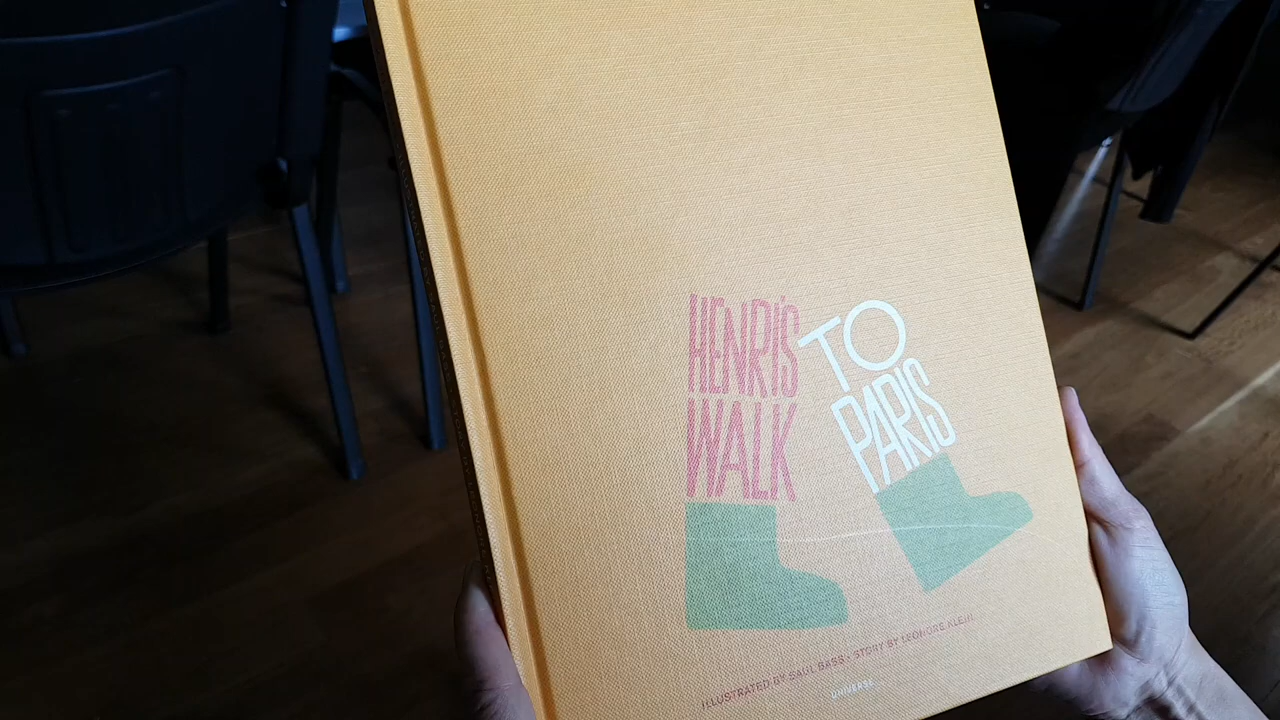 HENRI'S
WALK
TO
PARIS
ILLUSTRATED BY SAUL BASS · STORY BY LEONORE KLEIN
UNIVERSE